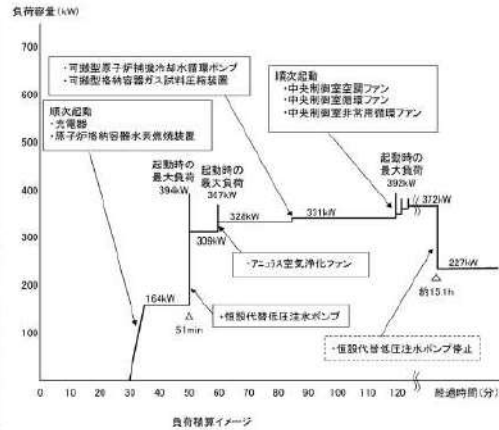 負荷容量(kW)
700
600
500
400
300
200
100
0
・可搬型原子炉補機冷却水循環ポンプ
・可搬型格納容器ガス試料圧縮装置
順次起動
・中央制御室空調ファン
・中央制御室循環ファン
・中央制御室非常用循環ファン
順次起動
・充電器
・原子炉格納容器水素燃焼装置
起動時の
最大負荷
394kW
起動時の
最大負荷
347kW
起動時の
最大負荷
392kW
372kW
328kW
331kW
309kW
・アニュラス空気浄化ファン
227kW
164kW
・恒設代替低圧注水ポンプ
51min
約15.1h
・恒設代替低圧注水ポンプ停止
0 10 20 30 40 50 60 70 80 90 100 110 120 経過時間(分)
負荷積算イメージ